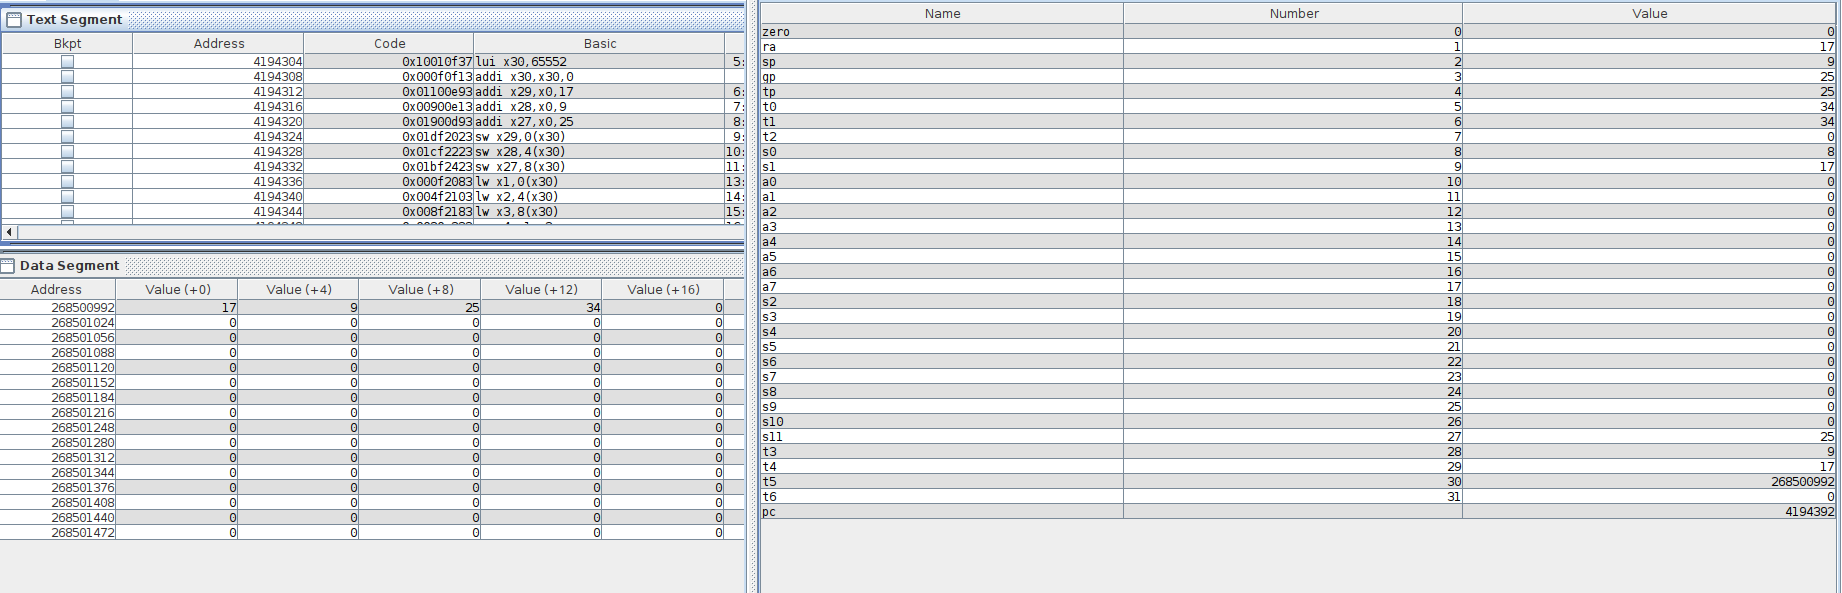 Text Segment
Bkpt Address Code Basic
4194304 0x10010f37 lui x30,65552 5:
4194308 0x000f0f13 addi x30,x30,0
4194312 0x01100e93 addi x29,x0,17 6:
4194316 0x00900e13 addi x28,x0,9 7:
4194320 0x01900d93 addi x27,x0,25 8:
4194324 0x01df2023 sw x29,0(x30) 9:
4194328 0x01cf2223 sw x28,4(x30) 10:
4194332 0x01bf2423 sw x27,8(x30) 11:
4194336 0x000f2083 lw x1,0(x30) 13:
4194340 0x004f2103 lw x2,4(x30) 14:
4194344 0x008f2183 lw x3,8(x30) 15:
Data Segment
Address Value (+0) Value (+4) Value (+8) Value (+12) Value (+16)
268500992 17 9 25 34 0
268501024 0 0 0 0 0
268501056 0 0 0 0 0
268501088 0 0 0 0 0
268501120 0 0 0 0 0
268501152 0 0 0 0 0
268501184 0 0 0 0 0
268501216 0 0 0 0 0
268501248 0 0 0 0 0
268501280 0 0 0 0 0
268501312 0 0 0 0 0
268501344 0 0 0 0 0
268501376 0 0 0 0 0
268501408 0 0 0 0 0
268501440 0 0 0 0 0
268501472 0 0 0 0 0
Name Number Value
zero 0 0
ra 1 17
sp 2 9
gp 3 25
tp 4 25
t0 5 34
t1 6 34
t2 7 0
s0 8 8
s1 9 17
a0 10 0
a1 11 0
a2 12 0
a3 13 0
a4 14 0
a5 15 0
a6 16 0
a7 17 0
s2 18 0
s3 19 0
s4 20 0
s5 21 0
s6 22 0
s7 23 0
s8 24 0
s9 25 0
s10 26 0
s11 27 25
t3 28 9
t4 29 17
t5 30 268500992
t6 31 0
pc 4194392